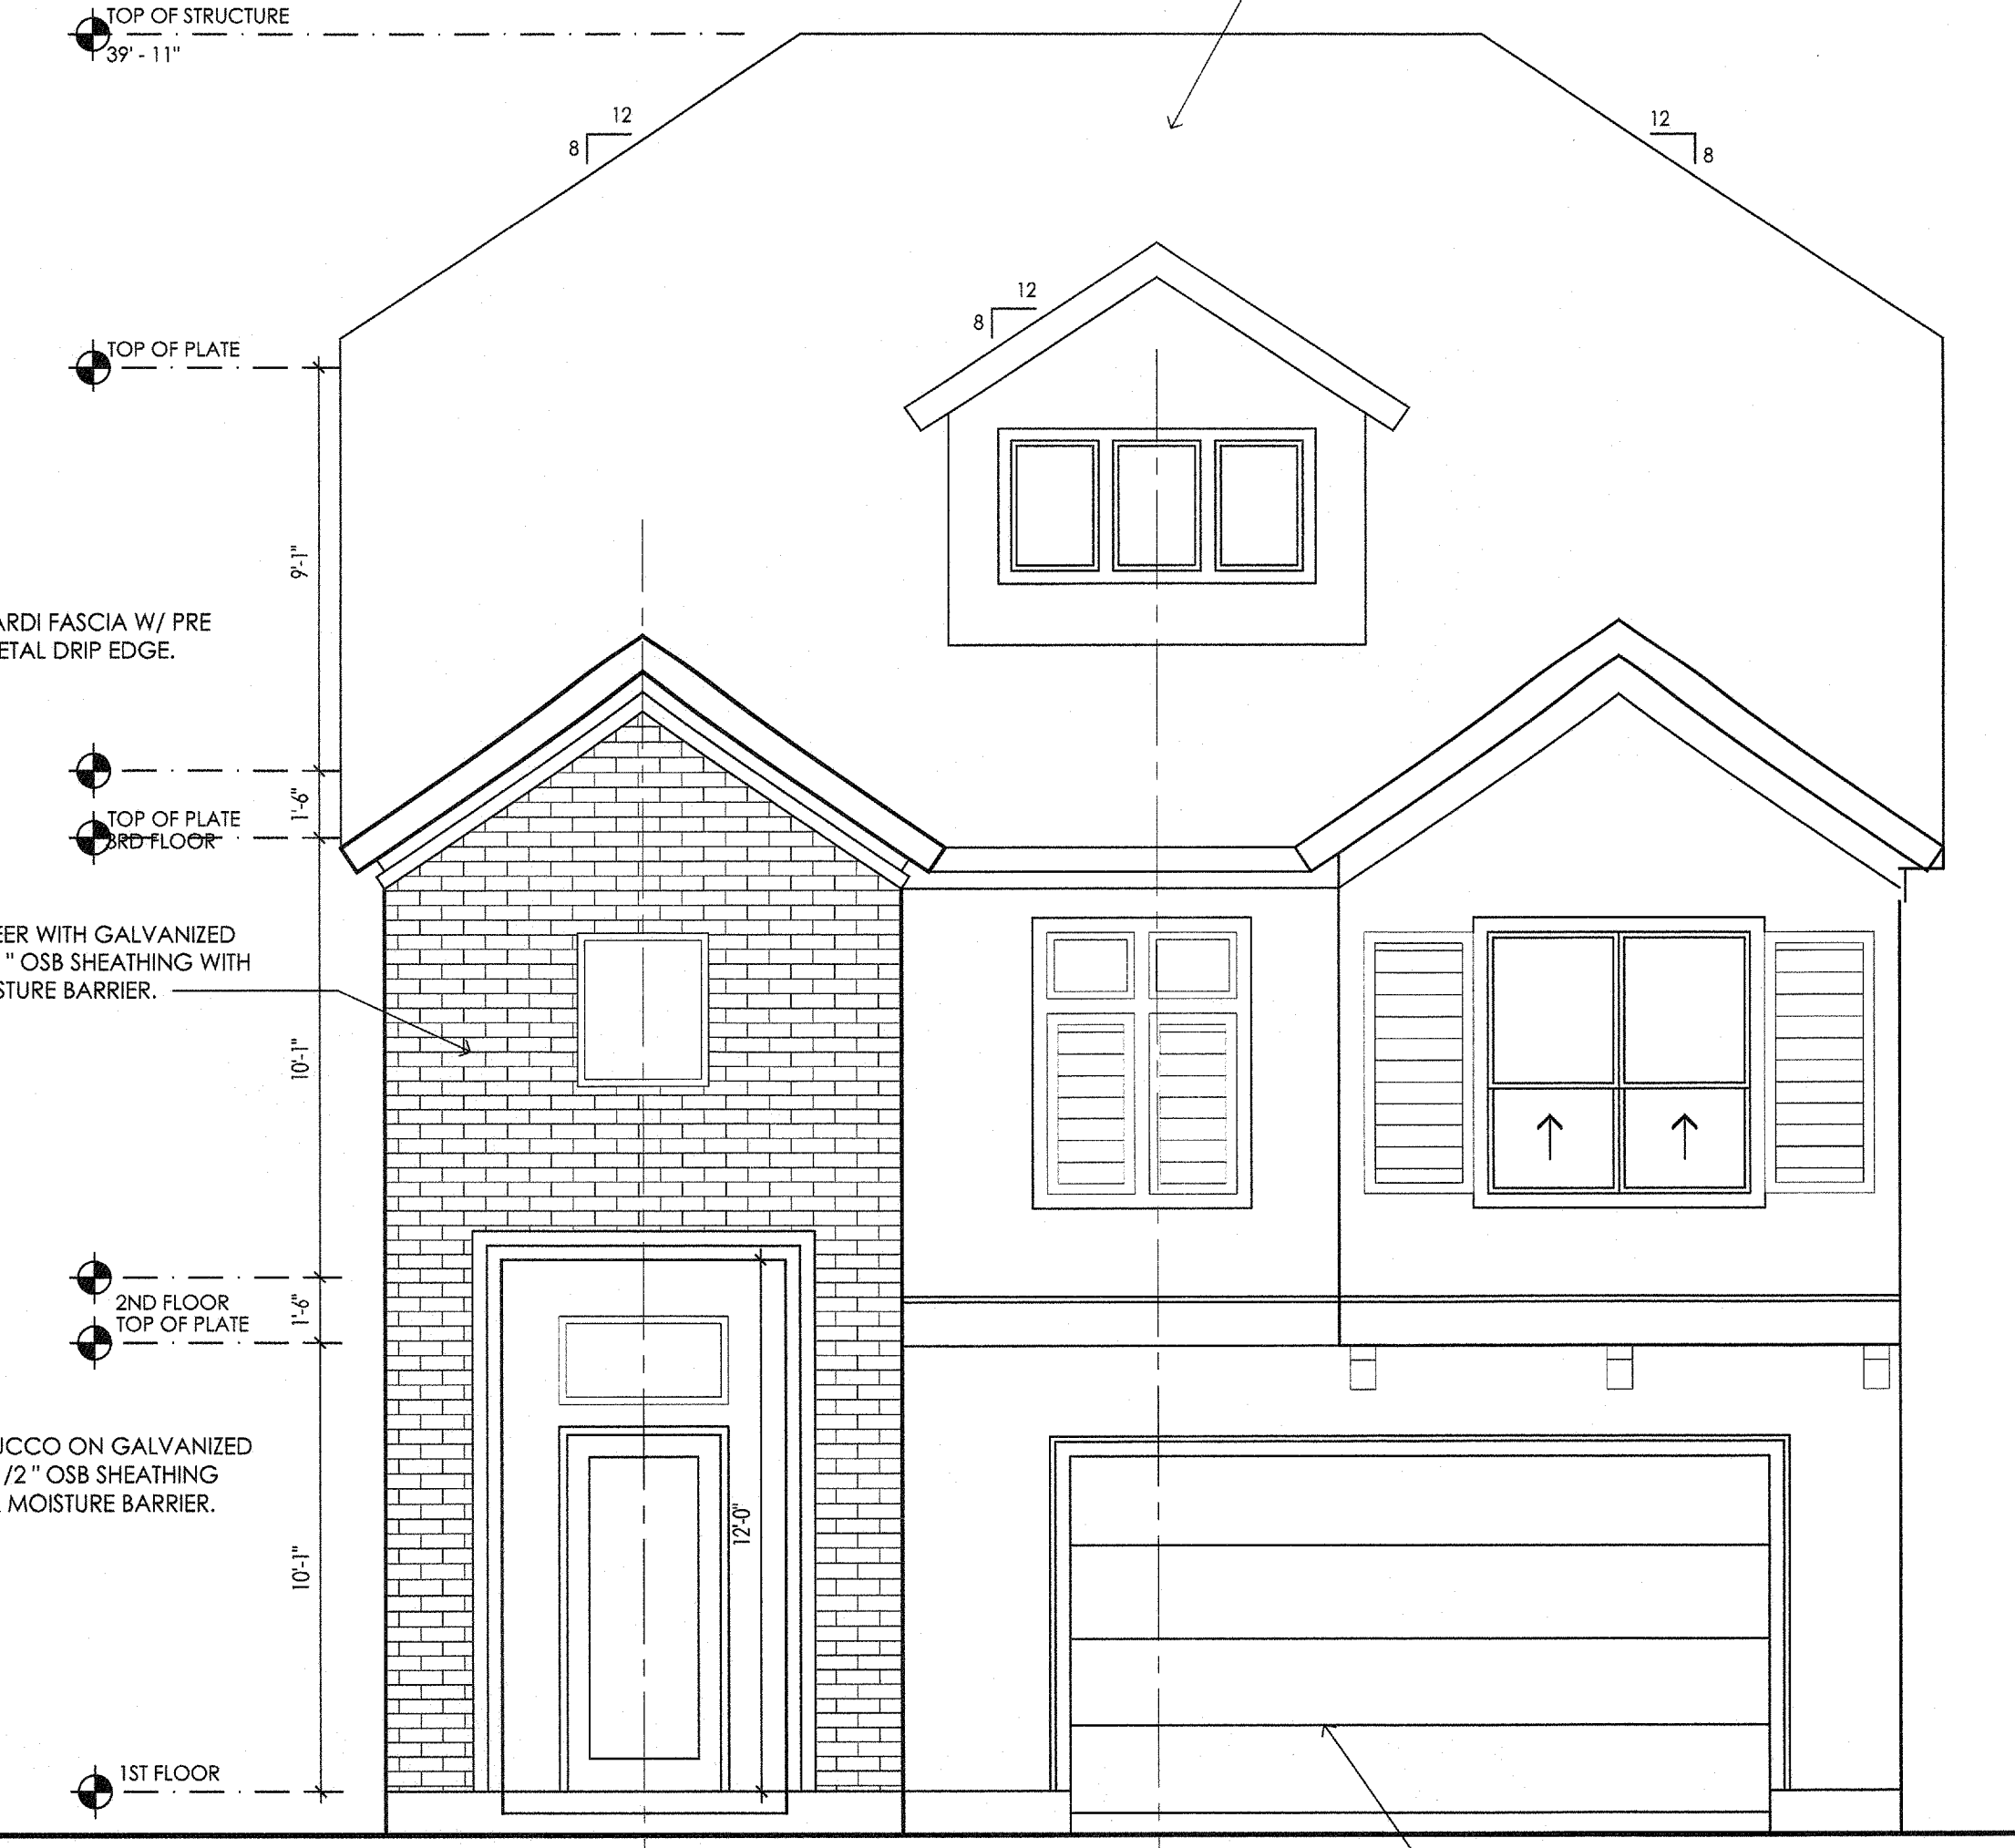 TOP OF STRUCTURE
39' - 11"
12
8
12
8
12
8
TOP OF PLATE
9'-1"
ARDI FASCIA W/ PRE
ETAL DRIP EDGE.
1'-6"
TOP OF PLATE
3RD FLOOR
EER WITH GALVANIZED
" OSB SHEATHING WITH
STURE BARRIER.
10'-1"
2ND FLOOR
TOP OF PLATE
1'-6"
UCCO ON GALVANIZED
/2 " OSB SHEATHING
MOISTURE BARRIER.
12'-0"
10'-1"
1ST FLOOR